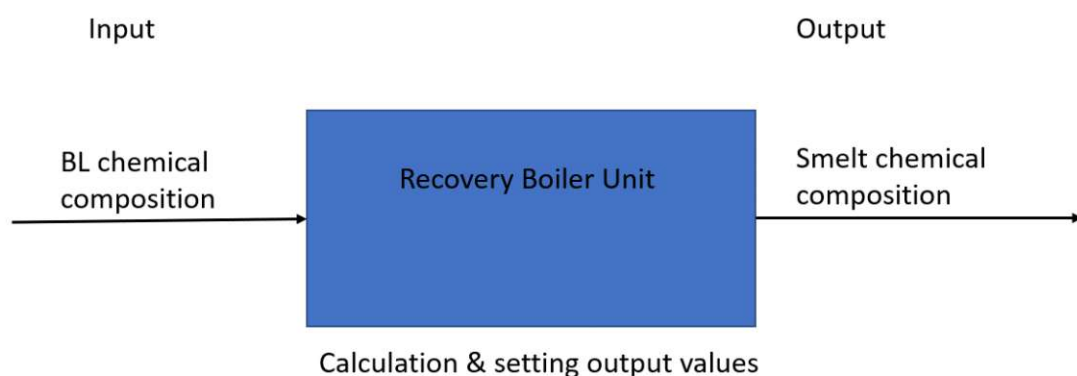 Input
Output
BL chemical
composition
Recovery Boiler Unit
Smelt chemical
composition
Calculation & setting output values